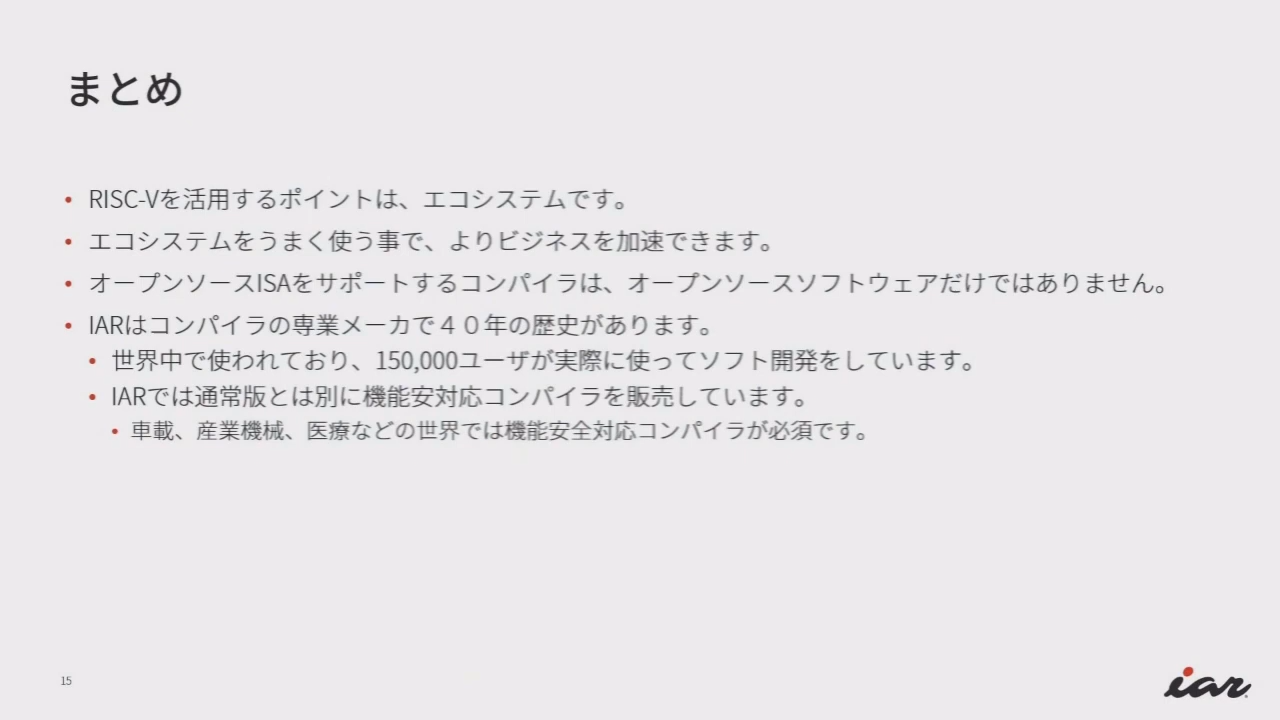 まとめ
• RISC-Vを活用するポイントは、エコシステムです。
• エコシステムをうまく使う事で、よりビジネスを加速できます。
• オープンソースISAをサポートするコンパイラは、オープンソースソフトウェアだけではありません。
• IARはコンパイラの専業メーカで４０年の歴史があります。
• 世界中で使われており、150,000ユーザが実際に使ってソフト開発をしています。
• IARでは通常版とは別に機能安対応コンパイラを販売しています。
• 車載、産業機械、医療などの世界では機能安全対応コンパイラが必須です。
15
iar